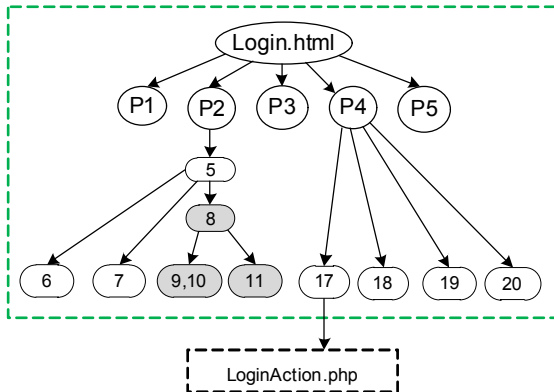 Login.html
P1 P2 P3 P4 P5
5
8
6 7 9,10 11 17 18 19 20
LoginAction.php